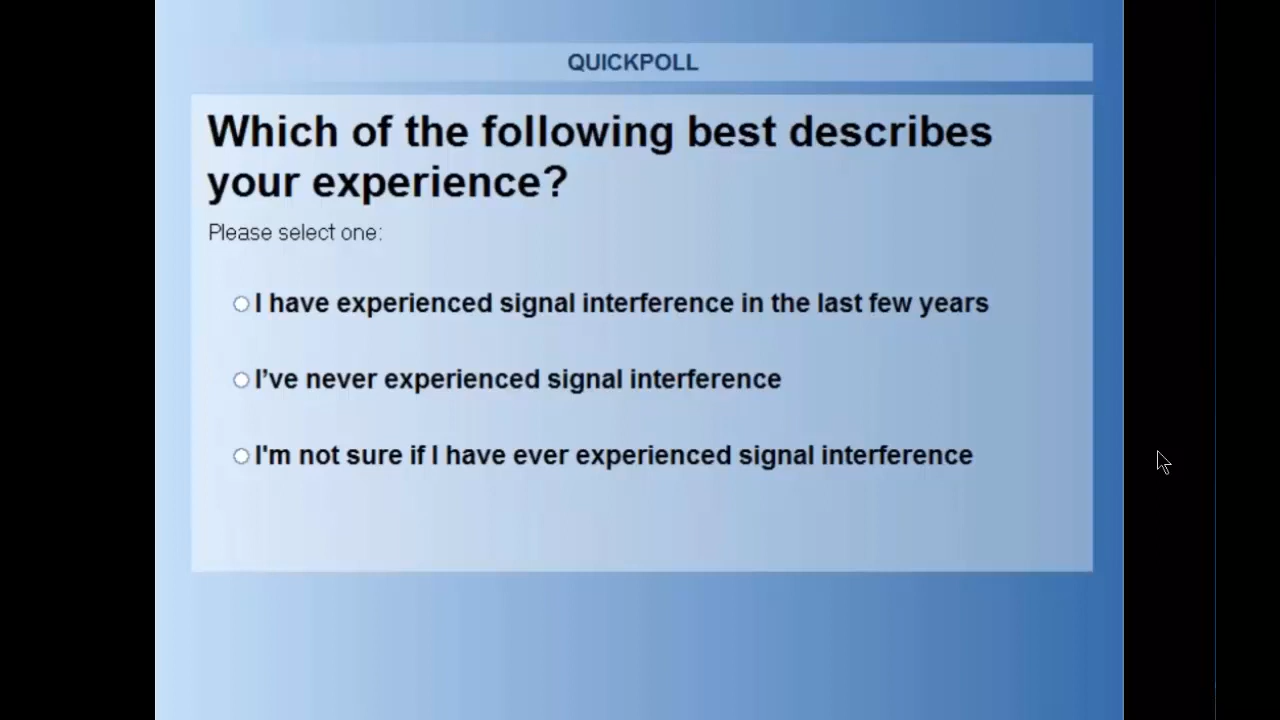 QUICKPOLL
Which of the following best describes
your experience?
Please select one:
I have experienced signal interference in the last few years
I’ve never experienced signal interference
I'm not sure if I have ever experienced signal interference